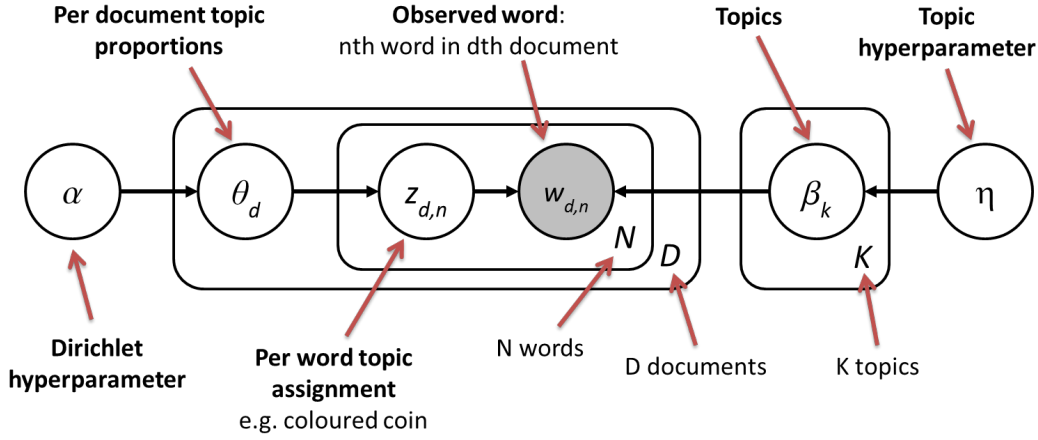 Per document topic
proportions
Observed word:
nth word in dth document
Topics
Topic
hyperparameter
α
θd
zd,n
wd,n
βk
η
N
D
K
Dirichlet
hyperparameter
Per word topic
assignment
e.g. coloured coin
N words
D documents
K topics